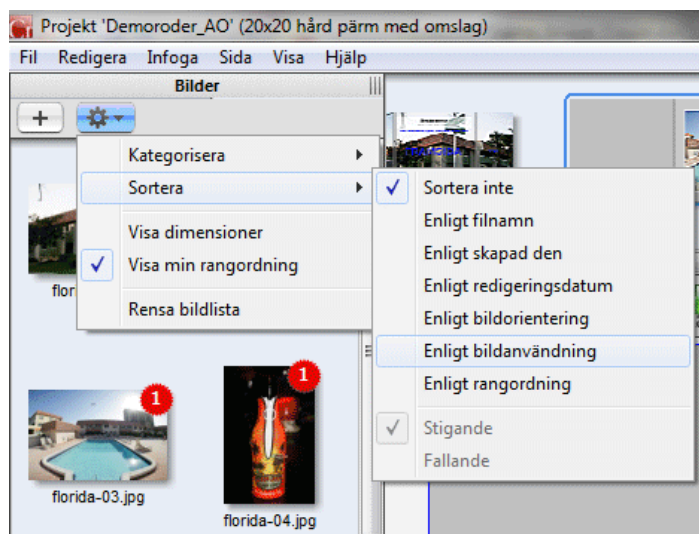 Projekt 'Demoroder_AO' (20x20 hård pärm med omslag)
Fil Redigera Infoga Sida Visa Hjälp
Bilder
Kategorisera
Sortera
Visa dimensioner
Visa min rangordning
Rensa bildlista
Sortera inte
Enligt filnamn
Enligt skapad den
Enligt redigeringsdatum
Enligt bildorientering
Enligt bildanvändning
Enligt rangordning
Stigande
Fallande
flor
1
florida-03.jpg
1
florida-04.jpg